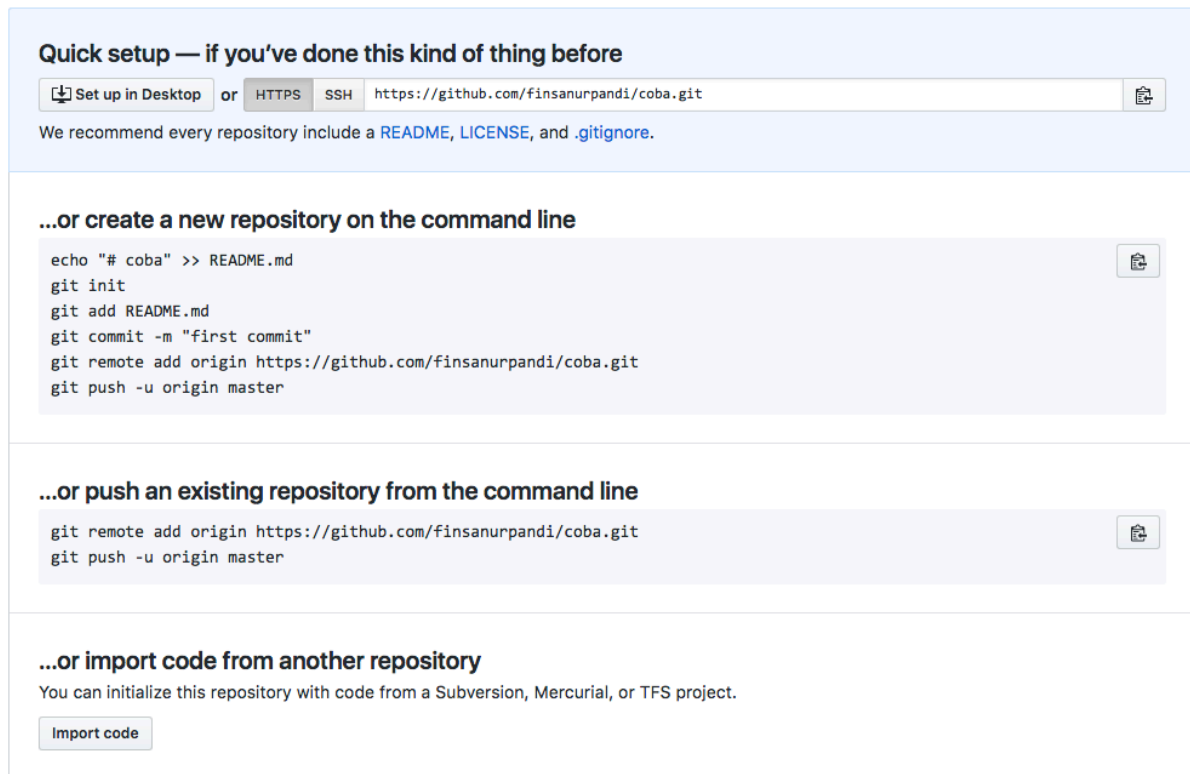 Quick setup — if you’ve done this kind of thing before
Set up in Desktop or HTTPS SSH https://github.com/finsanurpandi/coba.git
We recommend every repository include a README, LICENSE, and .gitignore.
…or create a new repository on the command line
echo "# coba" >> README.md
git init
git add README.md
git commit -m "first commit"
git remote add origin https://github.com/finsanurpandi/coba.git
git push -u origin master
…or push an existing repository from the command line
git remote add origin https://github.com/finsanurpandi/coba.git
git push -u origin master
…or import code from another repository
You can initialize this repository with code from a Subversion, Mercurial, or TFS project.
Import code